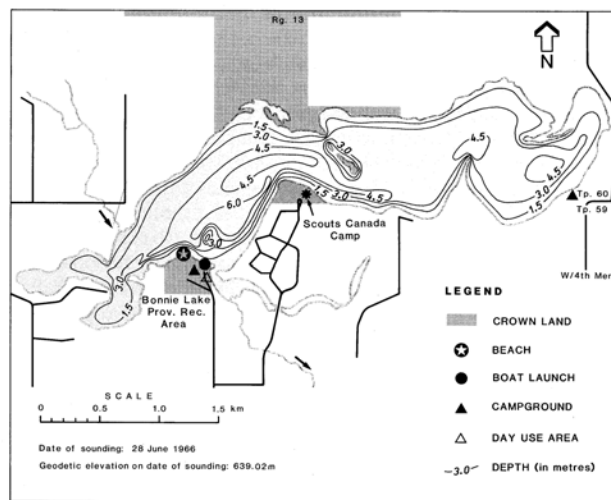 Rg. 13
N
1.5
3.0
4.5
4.5
6.0
3.0
3.0
1.5
3.0
4.5
4.5
4.5
3.0
1.5
3.0
1.5
Tp. 60
Tp. 59
W/4th Mer
Scouts Canada
Camp
Bonnie Lake
Prov. Rec.
Area
SCALE
0 0.5 1.0 1.5 km
Date of sounding: 28 June 1966
Geodetic elevation on date of sounding: 639.02m
LEGEND
CROWN LAND
BEACH
BOAT LAUNCH
CAMPGROUND
DAY USE AREA
-3.0- DEPTH (in metres)